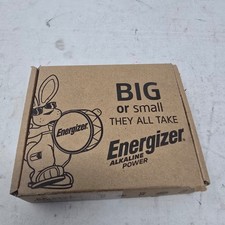 BIG
or small
THEY ALL TAKE
Energizer
Energizer
ALKALINE
POWER